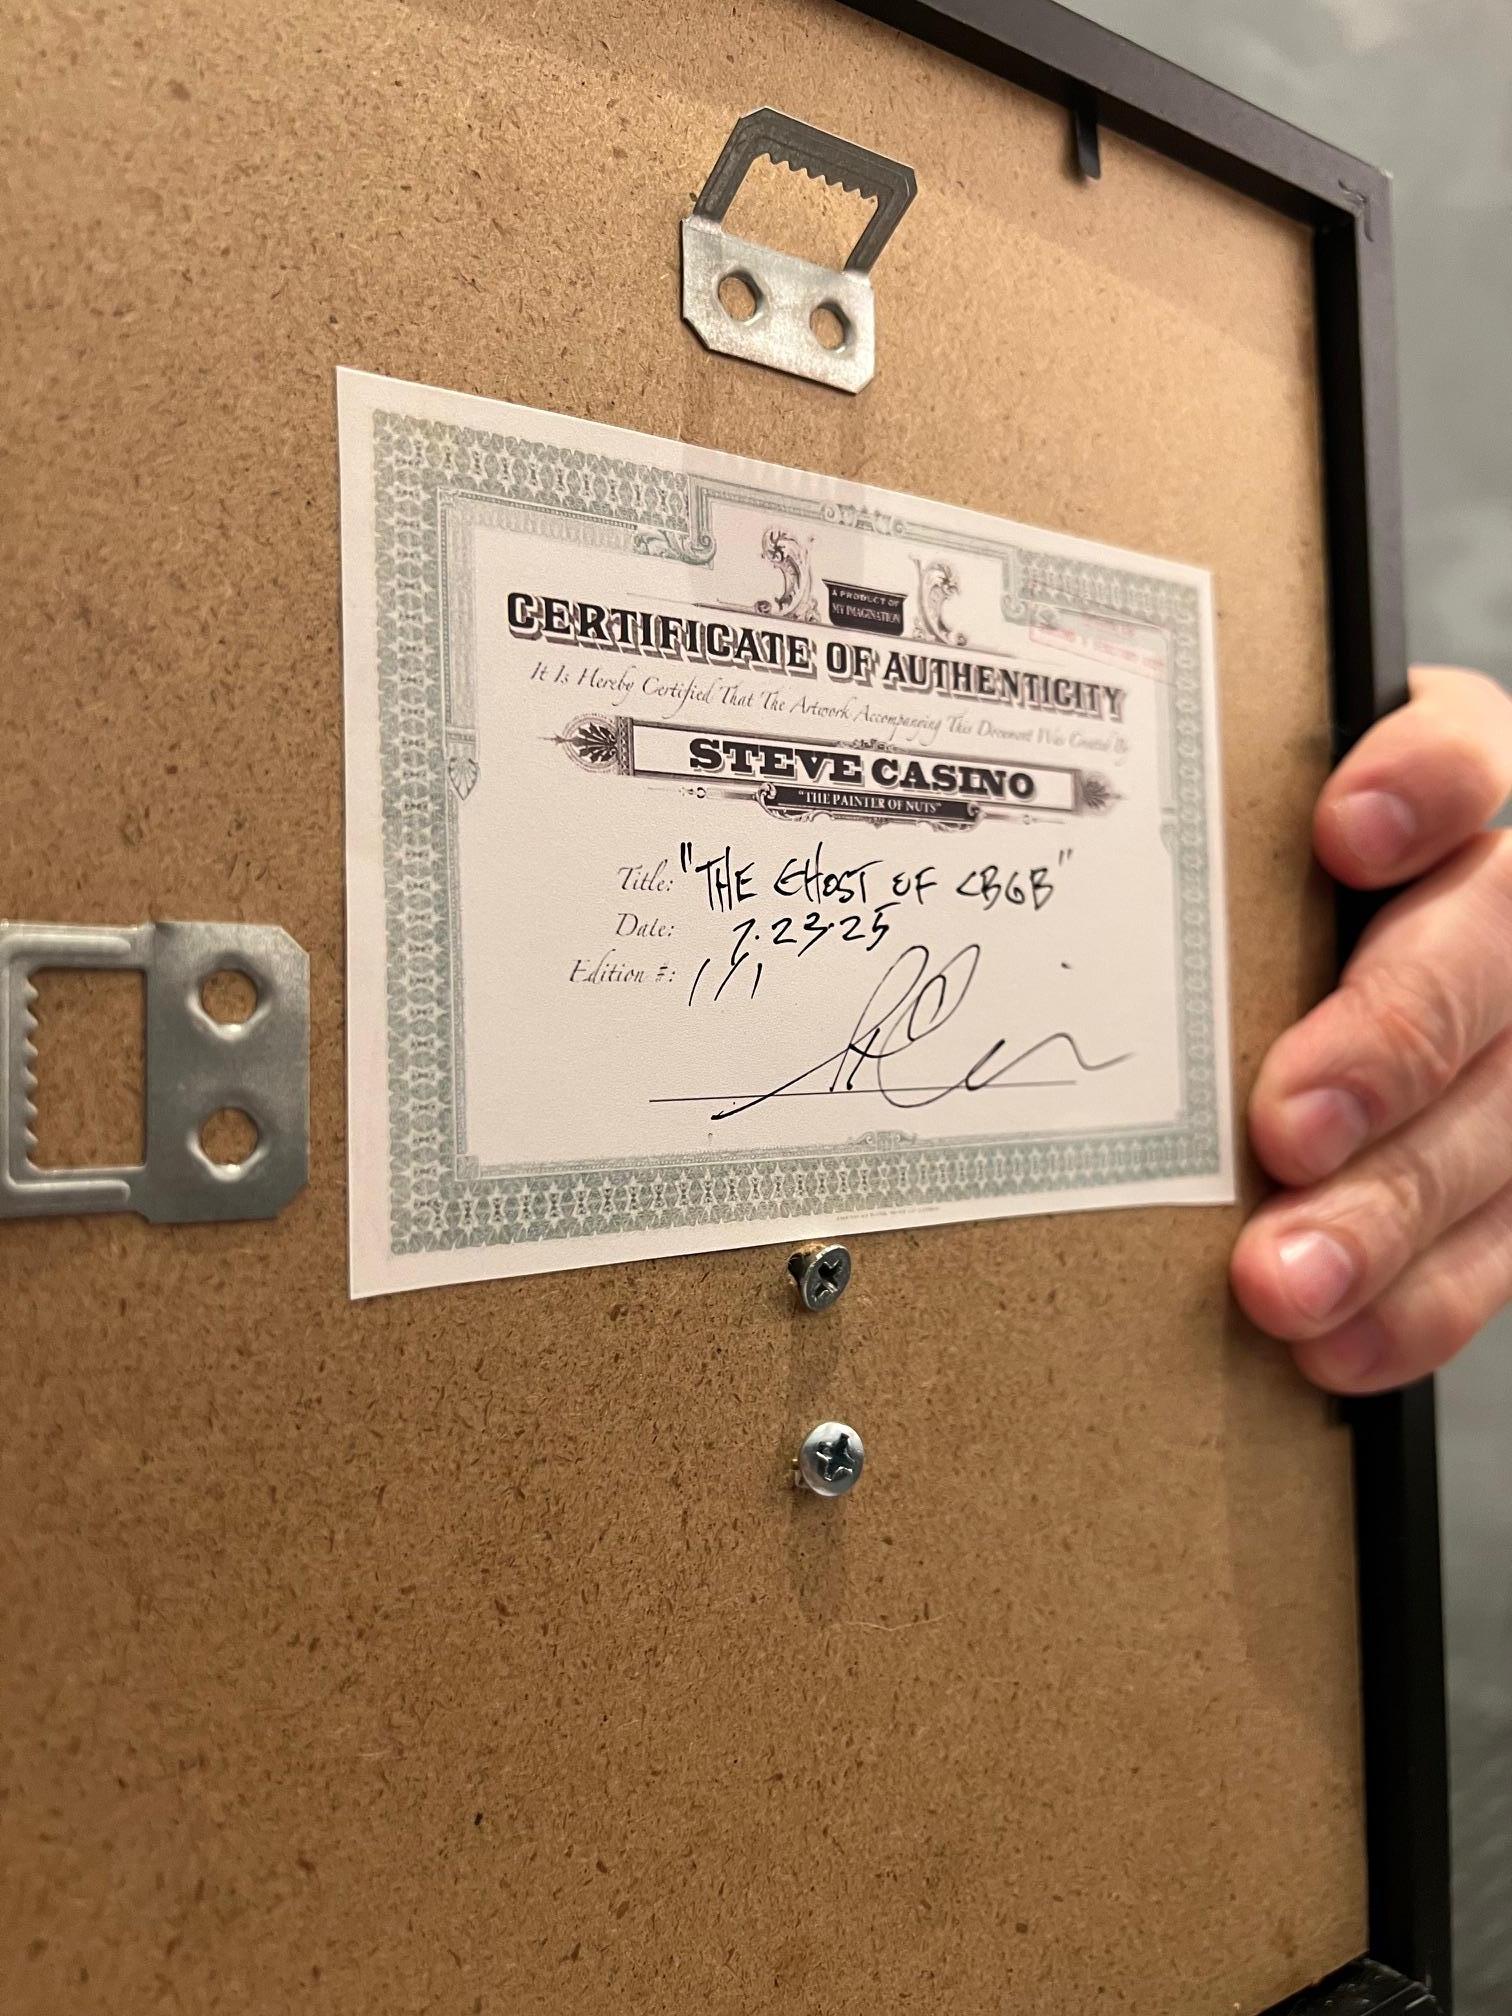 A PRODUCT OF
MY IMAGINATION
CERTIFICATE OF AUTHENTICITY
It Is Hereby Certified That The Artwork Accompanying This Document Was Created By
STEVE CASINO
"THE PAINTER OF NUTS"
Title: "THE GHOST OF CBGB"
Date: 7.23.25
Edition #: 1/1